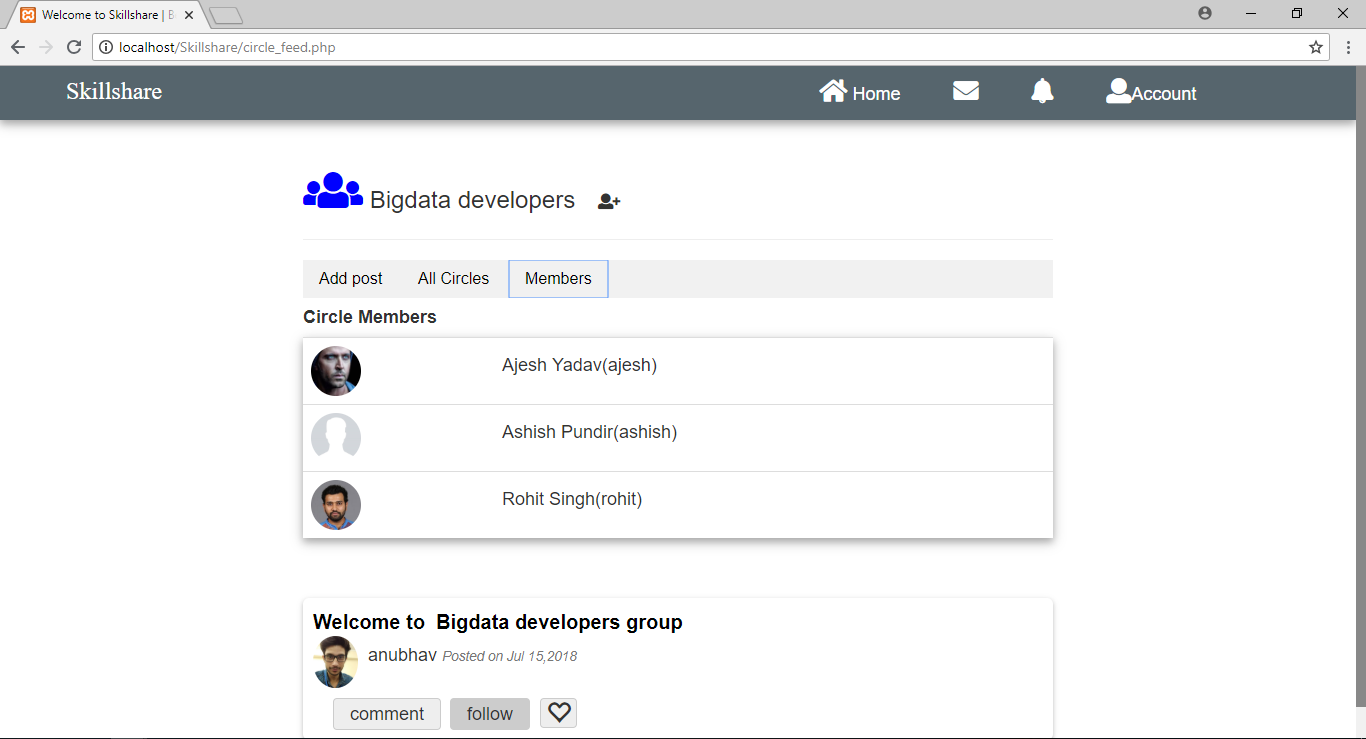 Welcome to Skillshare | B
localhost/Skillshare/circle_feed.php
Skillshare Home Account
Bigdata developers
Add post All Circles Members
Circle Members
Ajesh Yadav(ajesh)
Ashish Pundir(ashish)
Rohit Singh(rohit)
Welcome to Bigdata developers group
anubhav Posted on Jul 15,2018
comment follow